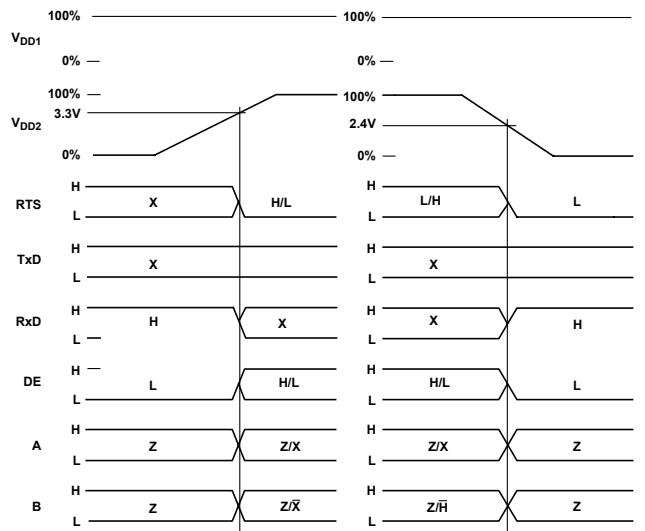 100% 100%
VDD1
0% 0%
100% 100%
3.3V
VDD2 2.4V
0% 0%
H H
RTS X H/L L/H L
L L
H H
TxD X X
L L
H H
RxD H X X H
L L
H H
DE L H/L H/L L
L L
H H
A Z Z/X Z/X Z
L L
H H
B Z Z/X̅ Z/H̅ Z
L L